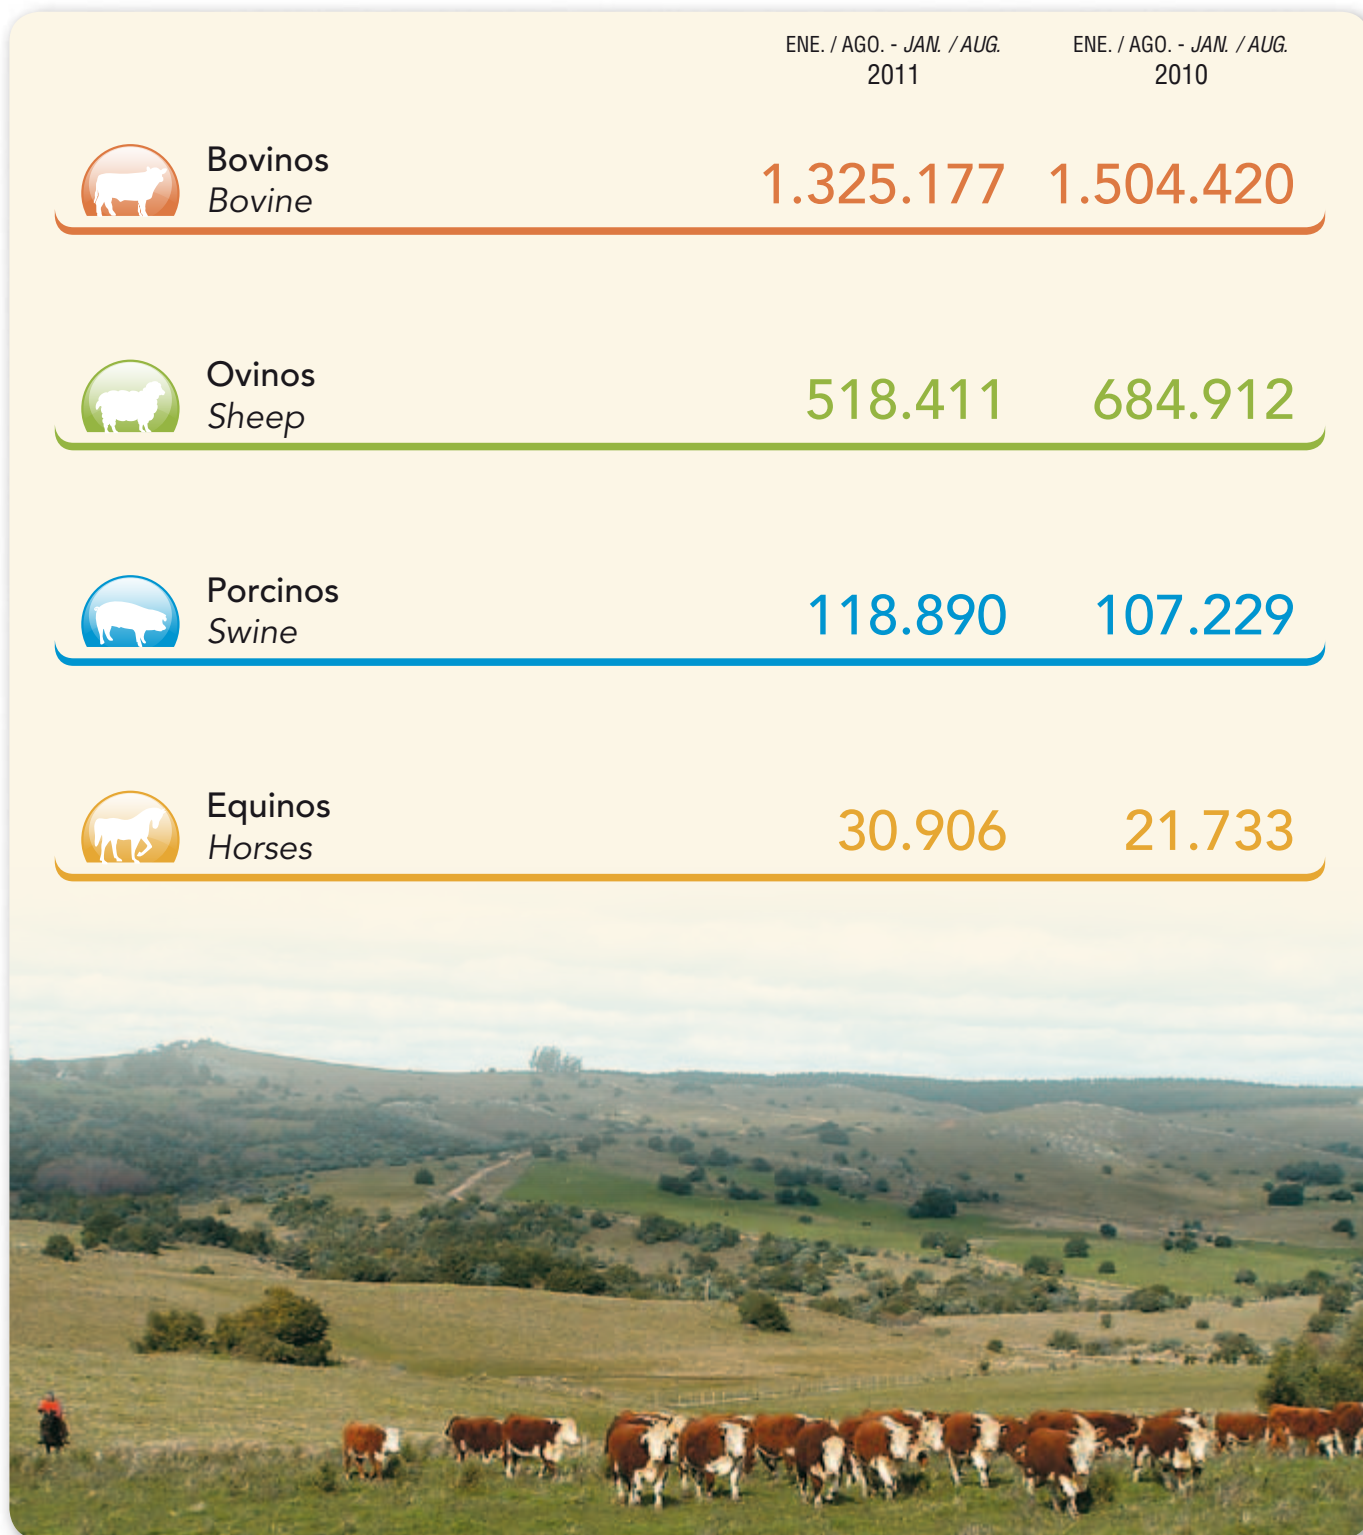 ENE. / AGO. - JAN. / AUG. ENE. / AGO. - JAN. / AUG.
2011 2010
Bovinos
Bovine
1.325.177 1.504.420
Ovinos
Sheep
518.411 684.912
Porcinos
Swine
118.890 107.229
Equinos
Horses
30.906 21.733